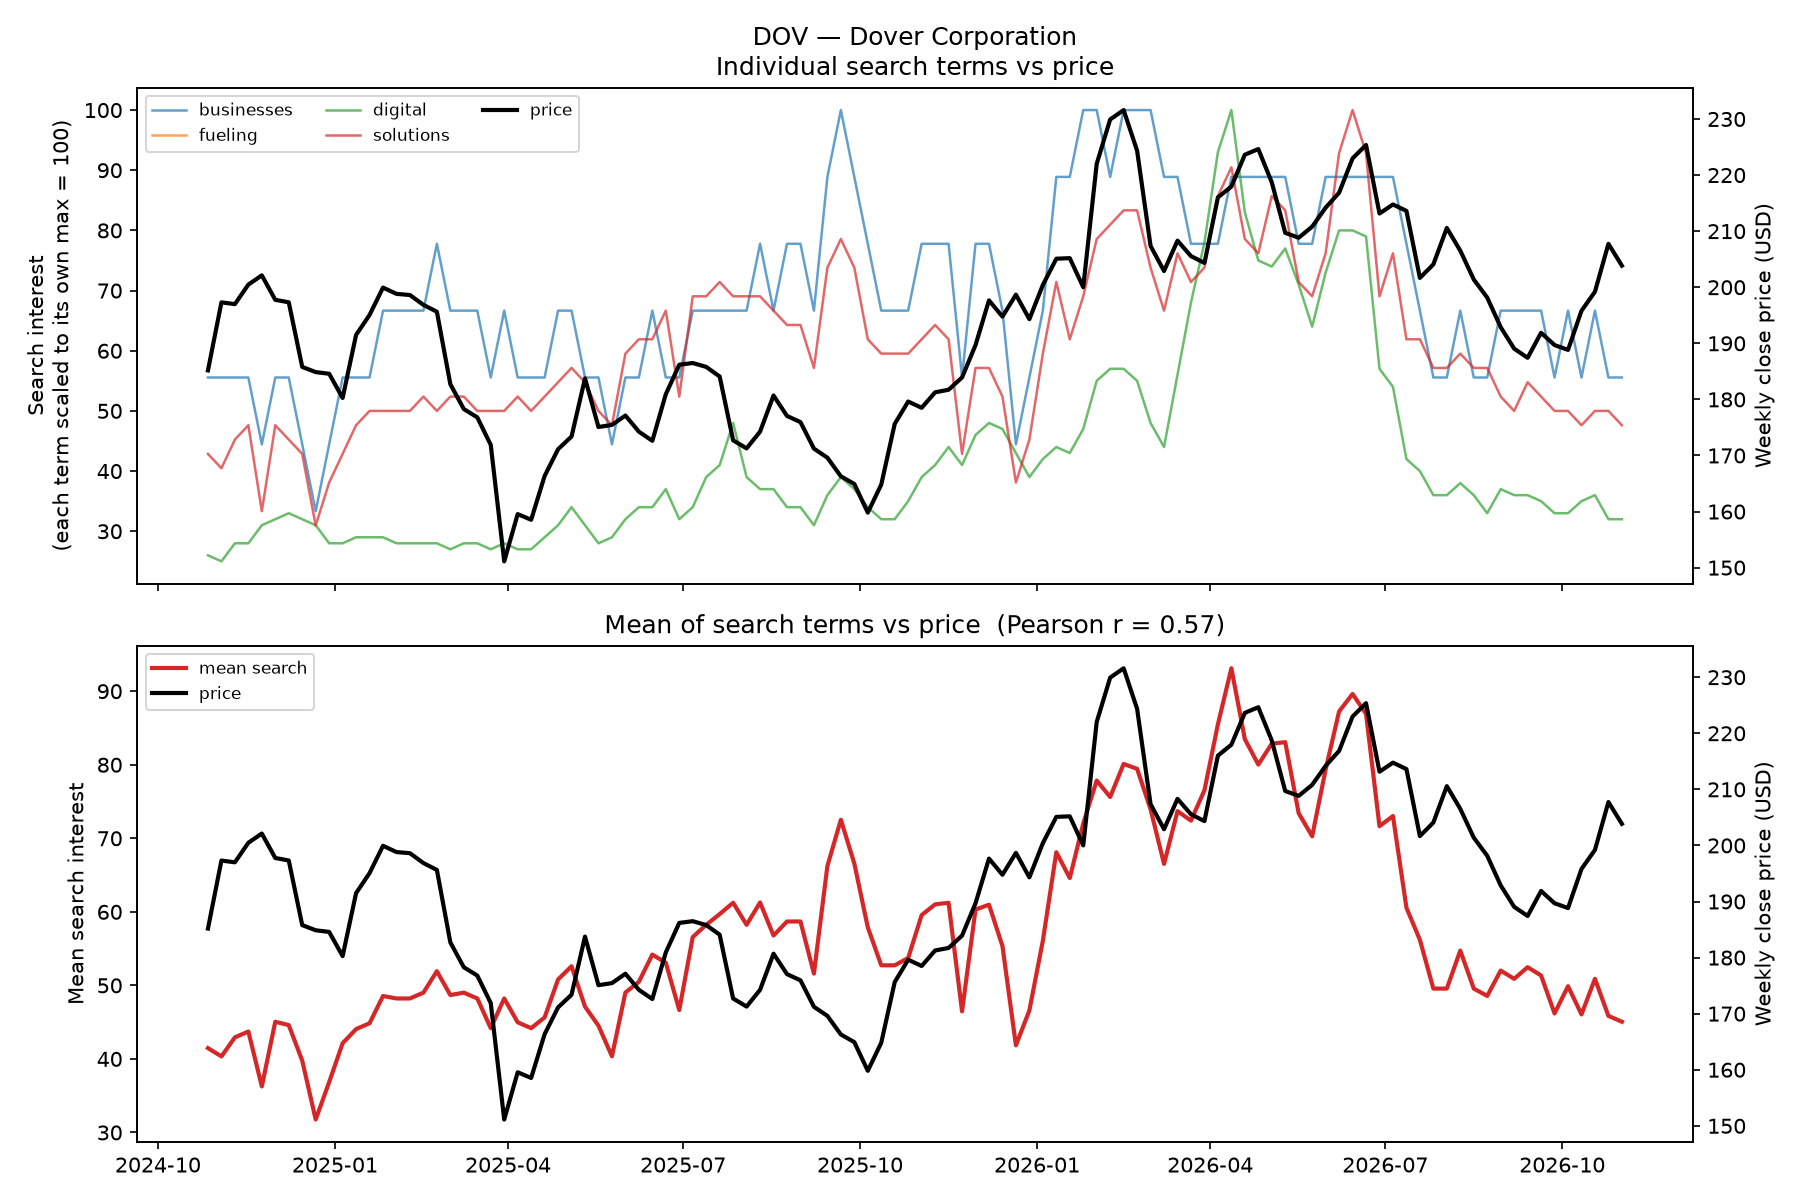 DOV — Dover Corporation
Individual search terms vs price
businesses
fueling
digital
solutions
price
Search interest
(each term scaled to its own max = 100)
100
90
80
70
60
50
40
30
230
220
210
200
190
180
170
160
150
Weekly close price (USD)
Mean of search terms vs price (Pearson r = 0.57)
mean search
price
Mean search interest
90
80
70
60
50
40
30
230
220
210
200
190
180
170
160
150
Weekly close price (USD)
2024-10
2025-01
2025-04
2025-07
2025-10
2026-01
2026-04
2026-07
2026-10